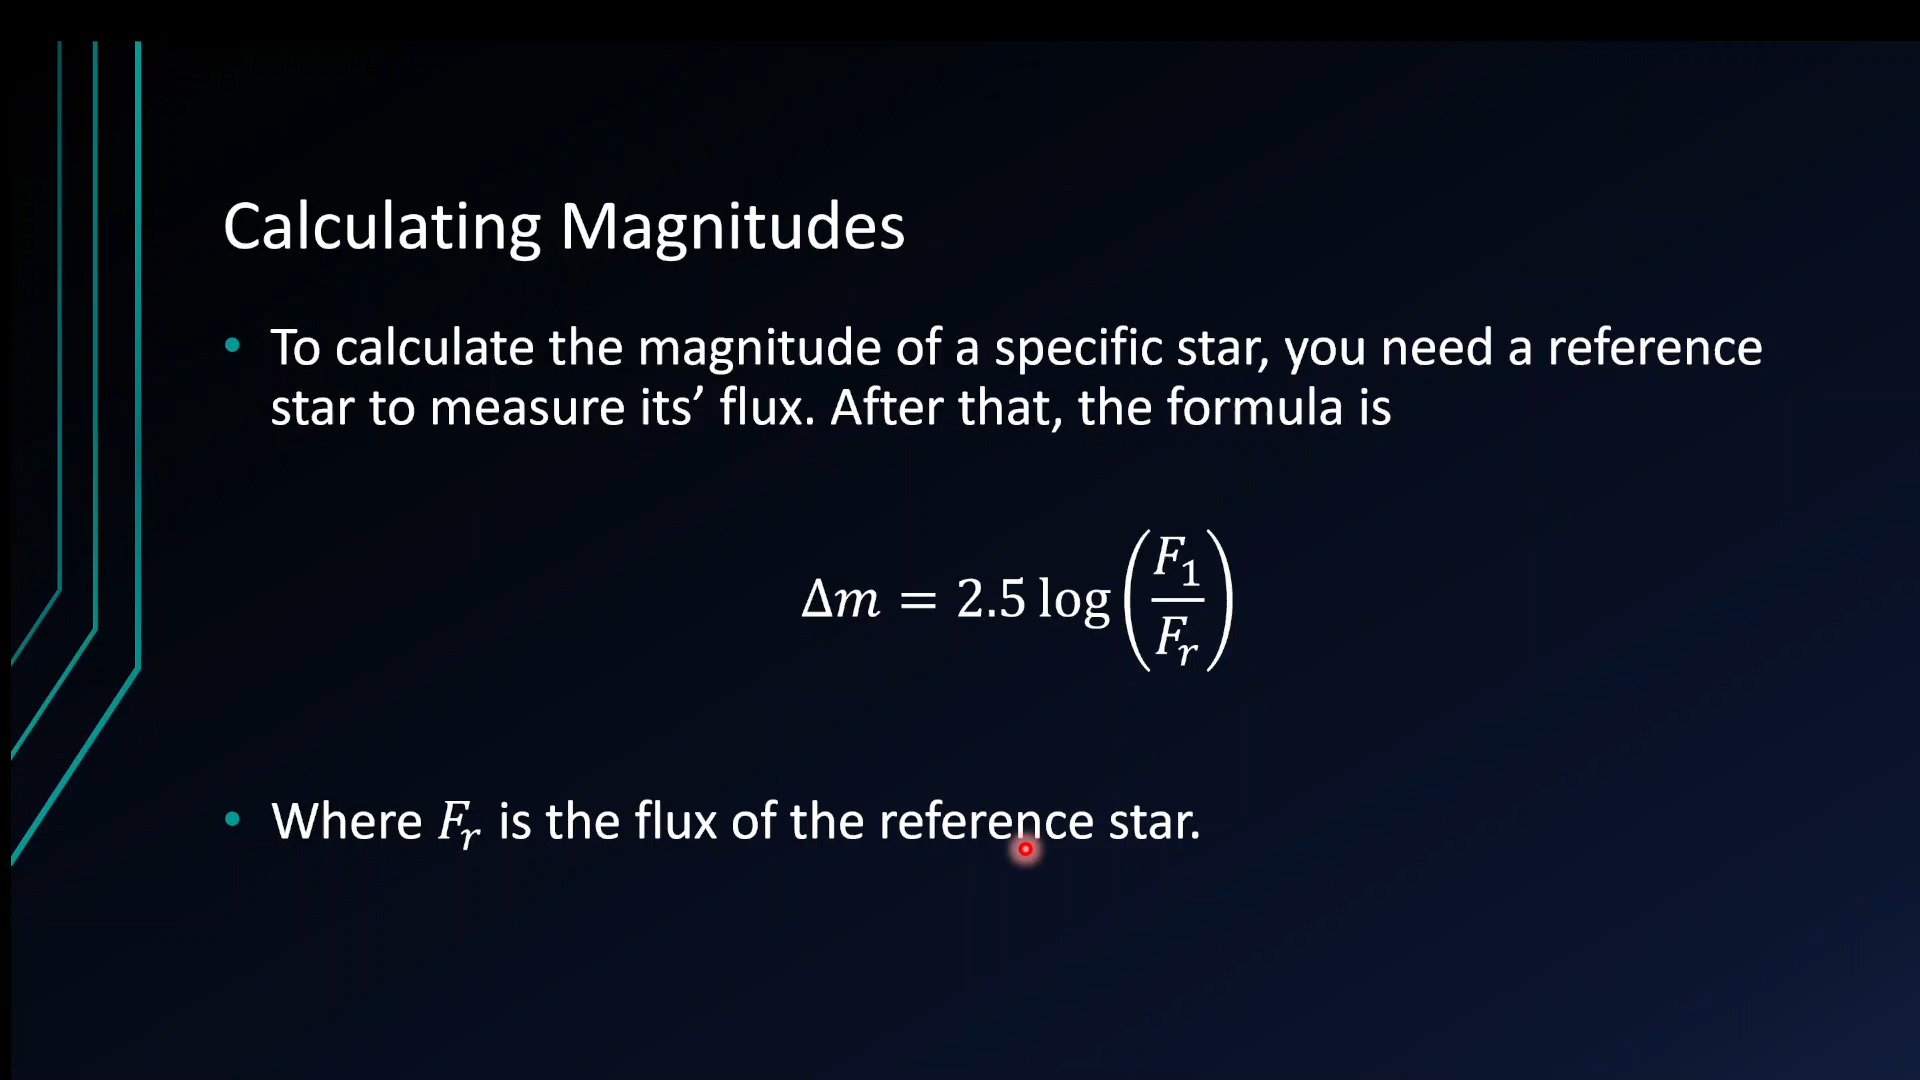 Calculating Magnitudes
• To calculate the magnitude of a specific star, you need a reference
star to measure its’ flux. After that, the formula is
Δm = 2.5 log(F₁/Fᵣ)
• Where Fᵣ is the flux of the reference star.